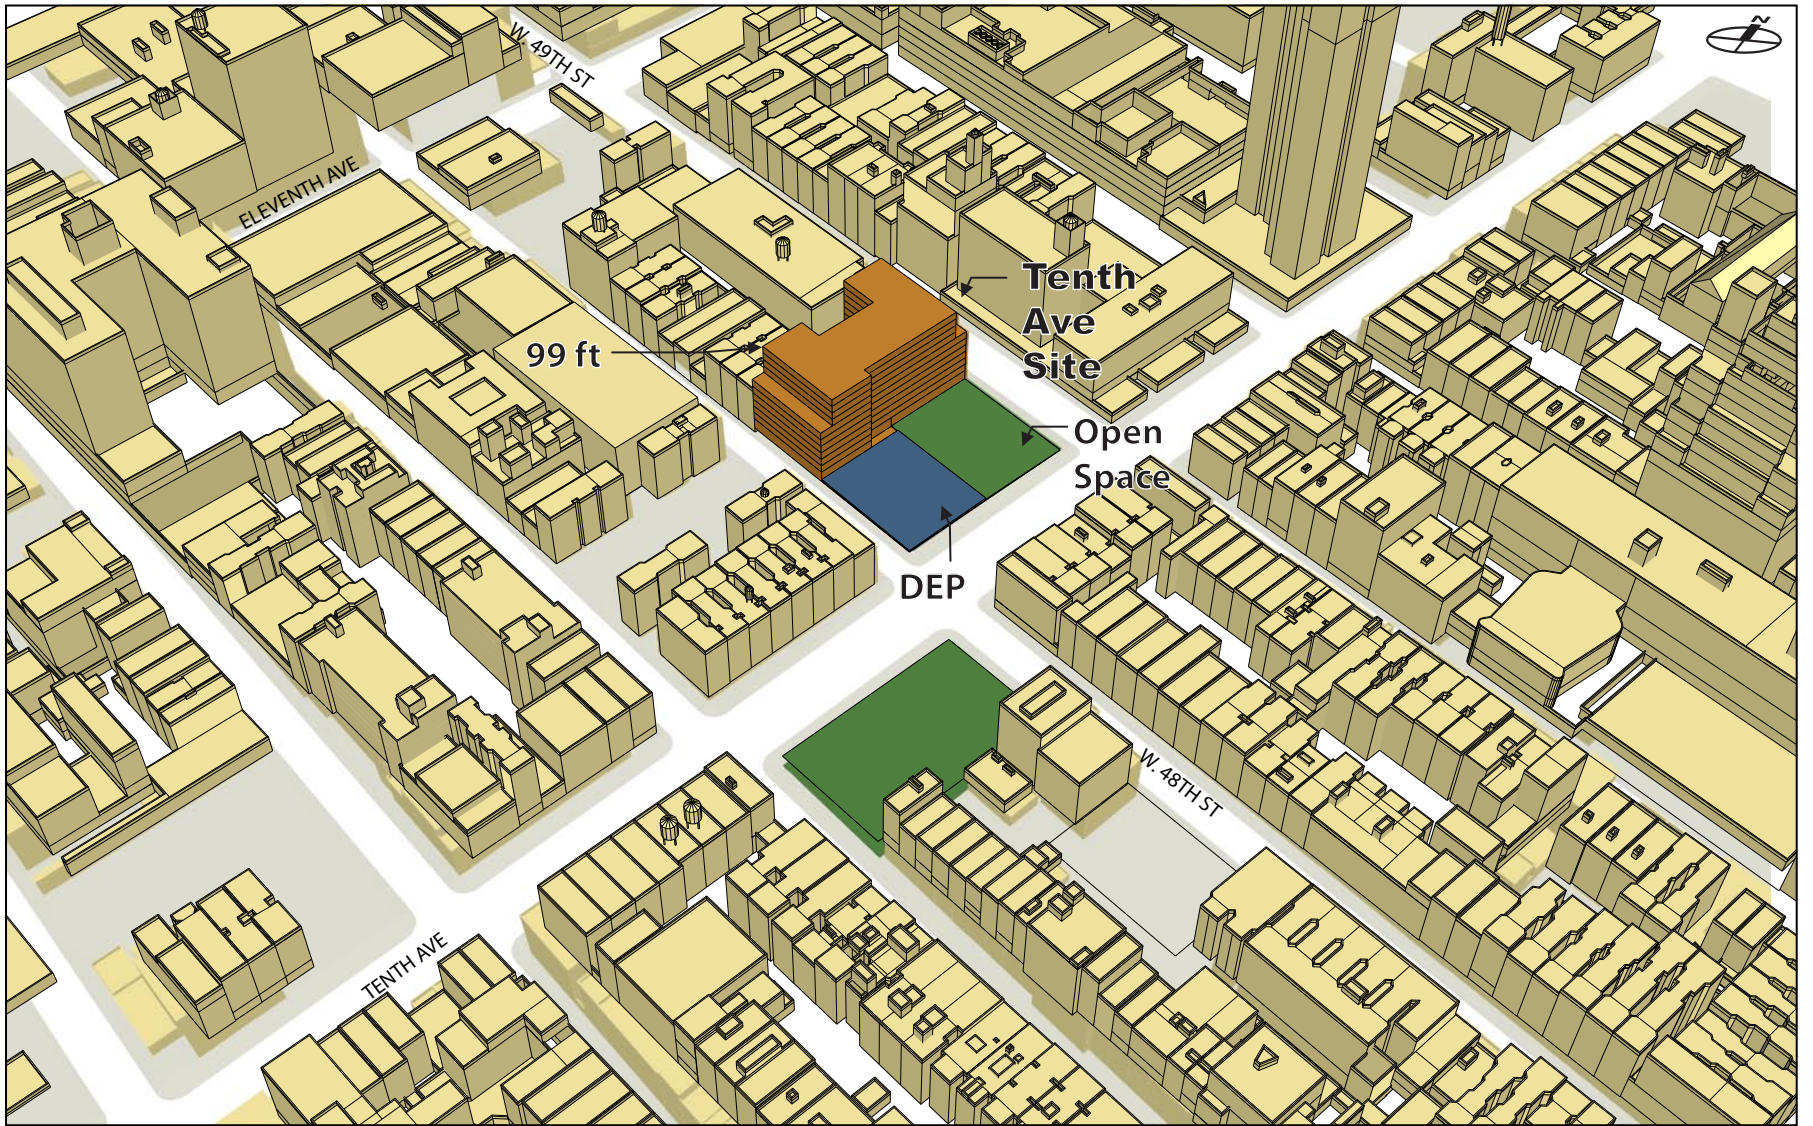 W. 49TH ST
Ñ
ELEVENTH AVE
Tenth
Ave
Site
99 ft
Open
Space
DEP
W. 48TH ST
TENTH AVE